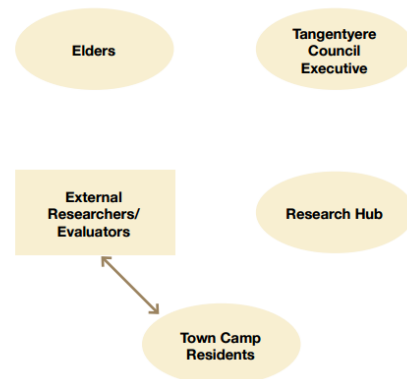 Elders
Tangentyere
Council
Executive
External
Researchers/
Evaluators
Research Hub
Town Camp
Residents